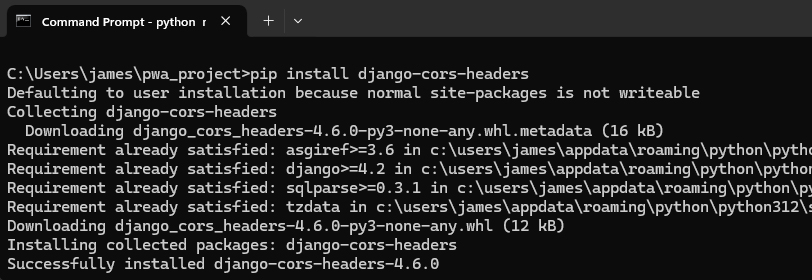 Command Prompt - python
C:\Users\james\pwa_project>pip install django-cors-headers
Defaulting to user installation because normal site-packages is not writeable
Collecting django-cors-headers
  Downloading django_cors_headers-4.6.0-py3-none-any.whl.metadata (16 kB)
Requirement already satisfied: asgiref>=3.6 in c:\users\james\appdata\roaming\python\pytho
Requirement already satisfied: django>=4.2 in c:\users\james\appdata\roaming\python\python
Requirement already satisfied: sqlparse>=0.3.1 in c:\users\james\appdata\roaming\python\py
Requirement already satisfied: tzdata in c:\users\james\appdata\roaming\python\python312\s
Downloading django_cors_headers-4.6.0-py3-none-any.whl (12 kB)
Installing collected packages: django-cors-headers
Successfully installed django-cors-headers-4.6.0